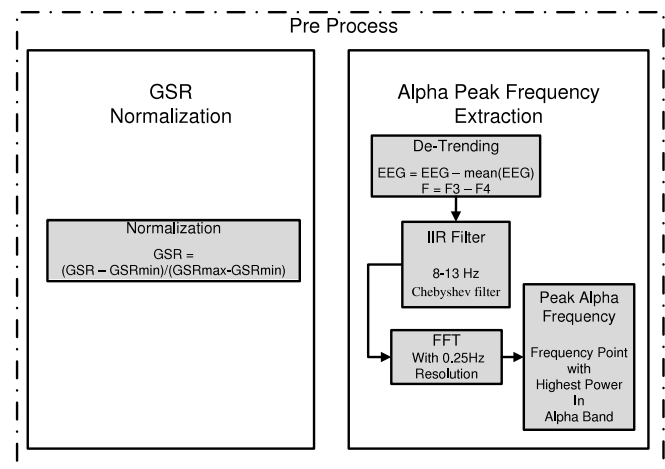 Pre Process
GSR
Normalization
Normalization
GSR =
(GSR – GSRmin)/(GSRmax-GSRmin)
Alpha Peak Frequency
Extraction
De-Trending
EEG = EEG – mean(EEG)
F = F3 – F4
IIR Filter
8-13 Hz
Chebyshev filter
FFT
With 0.25Hz
Resolution
Peak Alpha
Frequency
Frequency Point
with
Highest Power
In
Alpha Band